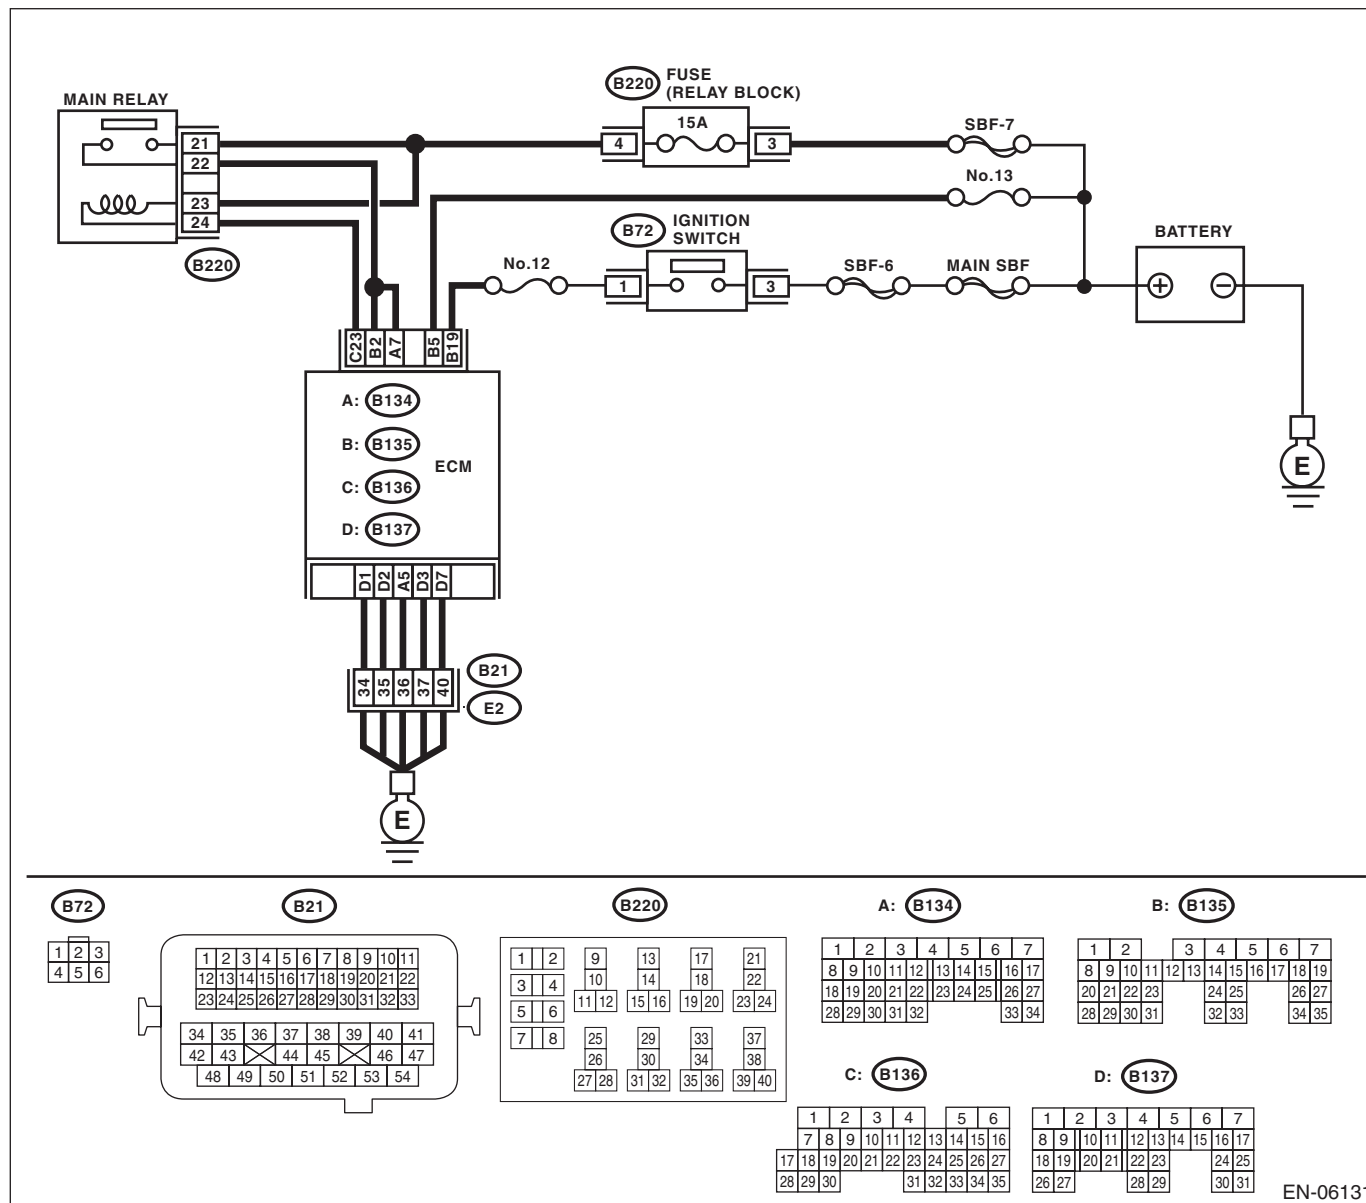 B220 FUSE
(RELAY BLOCK)
MAIN RELAY
15A
SBF-7
21
4
3
22
No.13
23
24
B72 IGNITION
SWITCH
B220
BATTERY
No.12
1
3
SBF-6
MAIN SBF
+ −
C23 B2 A7 B5 B19
A: B134
B: B135
ECM
C: B136
D: B137
E
D1 D2 A5 D3 D7
34 35 36 37 40
B21
E2
E
B72
1 2 3
4 5 6
B21
1 2 3 4 5 6 7 8 9 10 11
12 13 14 15 16 17 18 19 20 21 22
23 24 25 26 27 28 29 30 31 32 33
34 35 36 37 38 39 40 41
42 43 44 45 46 47
48 49 50 51 52 53 54
B220
1 2 9 13 17 21
3 4 10 14 18 22
5 6 11 12 15 16 19 20 23 24
7 8 25 29 33 37
26 30 34 38
27 28 31 32 35 36 39 40
A: B134
1 2 3 4 5 6 7
8 9 10 11 12 13 14 15 16 17
18 19 20 21 22 23 24 25 26 27
28 29 30 31 32 33 34
B: B135
1 2 3 4 5 6 7
8 9 10 11 12 13 14 15 16 17 18 19
20 21 22 23 24 25 26 27
28 29 30 31 32 33 34 35
C: B136
1 2 3 4 5 6
7 8 9 10 11 12 13 14 15 16
17 18 19 20 21 22 23 24 25 26 27
28 29 30 31 32 33 34 35
D: B137
1 2 3 4 5 6 7
8 9 10 11 12 13 14 15 16 17
18 19 20 21 22 23 24 25
26 27 28 29 30 31